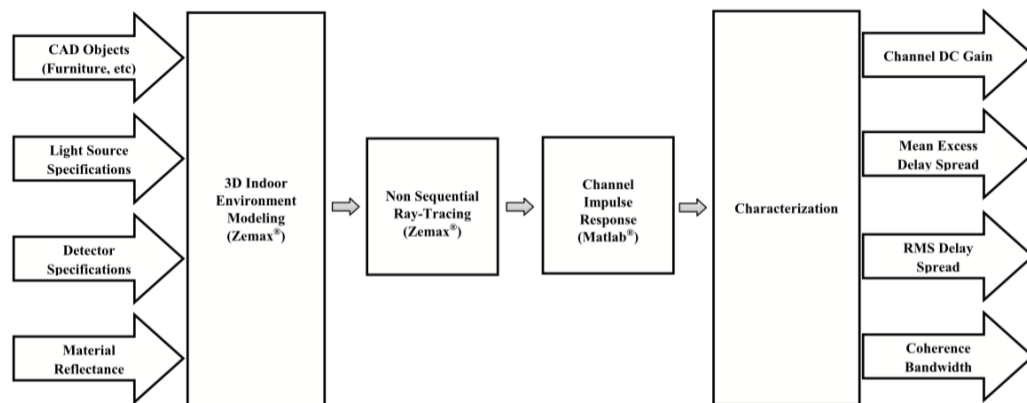 CAD Objects
(Furniture, etc)
Light Source
Specifications
Detector
Specifications
Material
Reflectance
3D Indoor
Environment
Modeling
(Zemax®)
Non Sequential
Ray-Tracing
(Zemax®)
Channel
Impulse
Response
(Matlab®)
Characterization
Channel DC Gain
Mean Excess
Delay Spread
RMS Delay
Spread
Coherence
Bandwidth